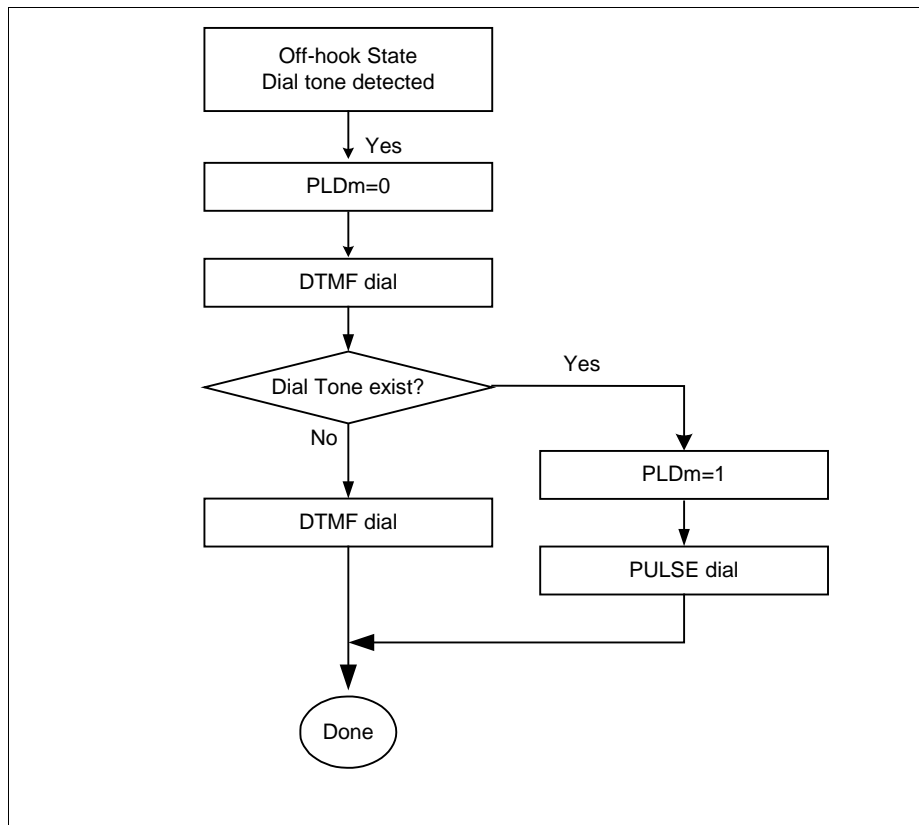 Off-hook State
Dial tone detected
Yes
PLDm=0
DTMF dial
Dial Tone exist?
Yes
No
PLDm=1
DTMF dial
PULSE dial
Done